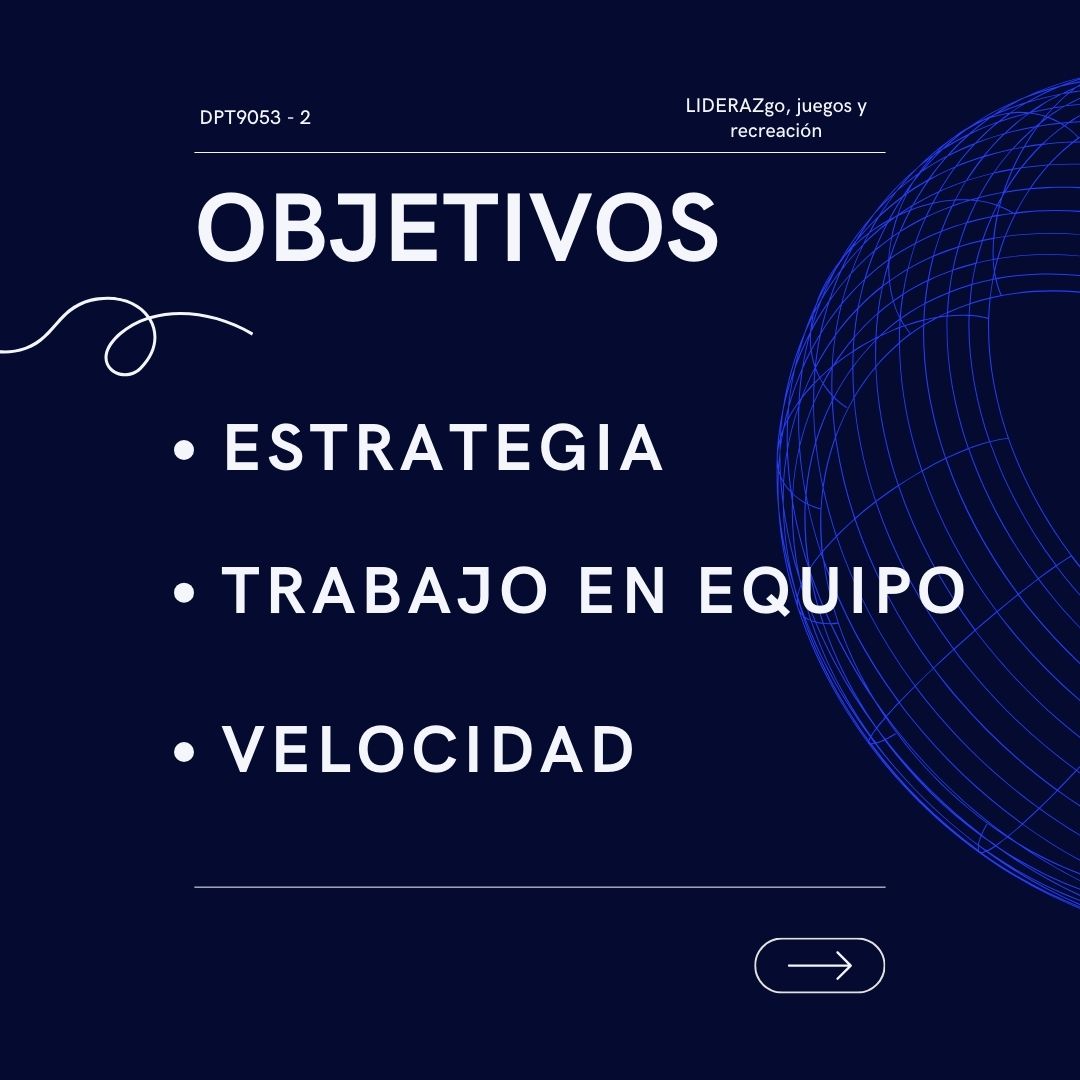 DPT9053 - 2
LIDERAZgo, juegos y
recreación
OBJETIVOS
• ESTRATEGIA
• TRABAJO EN EQUIPO
• VELOCIDAD